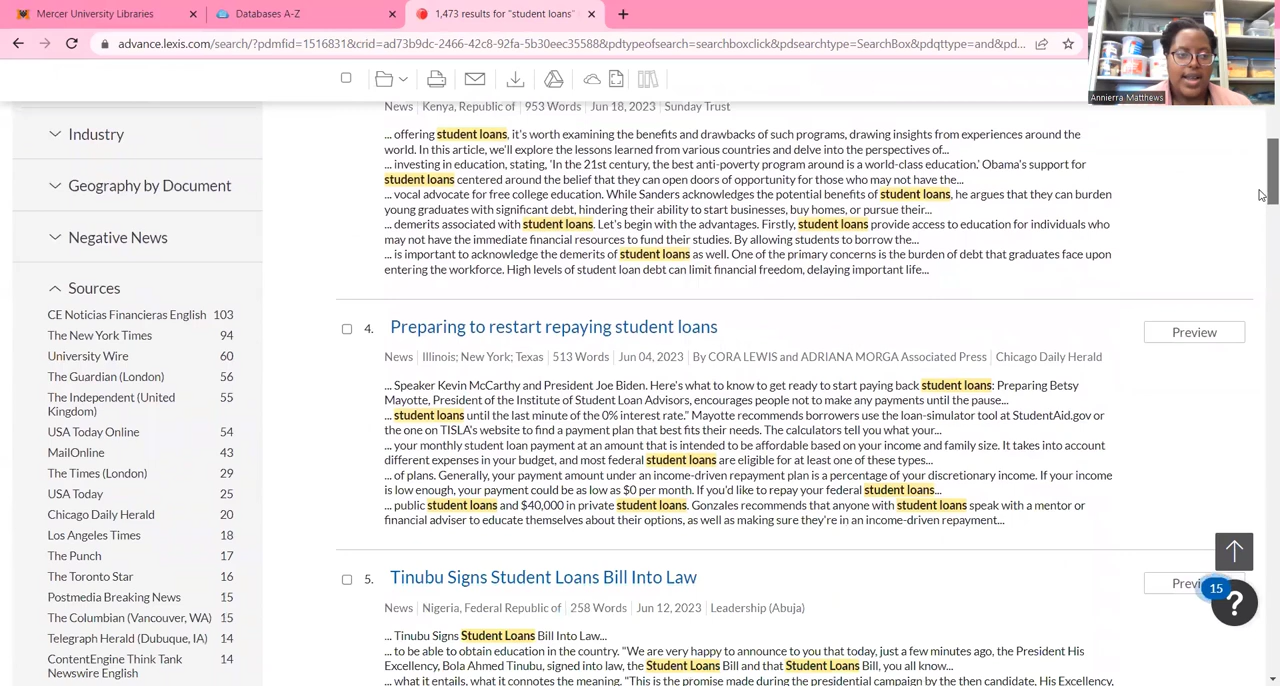 Mercer University Libraries
Databases A-Z
1,473 results for "student loans"
advance.lexis.com/search/?pdmfid=1516831&crid=ad73b9dc-2466-42c8-92fa-5b30eec35588&pdtypeofsearch=searchboxclick&pdsearchtype=SearchBox&pdqttype=and&pd...
Annierra Matthews
News | Kenya, Republic of | 953 Words | Jun 18, 2023 | Sunday Trust
... offering student loans, it's worth examining the benefits and drawbacks of such programs, drawing insights from experiences around the
world. In this article, we'll explore the lessons learned from various countries and delve into the perspectives of...
... investing in education, stating, 'In the 21st century, the best anti-poverty program around is a world-class education.' Obama's support for
student loans centered around the belief that they can open doors of opportunity for those who may not have the...
... vocal advocate for free college education. While Sanders acknowledges the potential benefits of student loans, he argues that they can burden
young graduates with significant debt, hindering their ability to start businesses, buy homes, or pursue their...
... demerits associated with student loans. Let's begin with the advantages. Firstly, student loans provide access to education for individuals who
may not have the immediate financial resources to fund their studies. By allowing students to borrow the...
... is important to acknowledge the demerits of student loans as well. One of the primary concerns is the burden of debt that graduates face upon
entering the workforce. High levels of student loan debt can limit financial freedom, delaying important life...
Industry
Geography by Document
Negative News
Sources
CE Noticias Financieras English 103
The New York Times 94
University Wire 60
The Guardian (London) 56
The Independent (United
Kingdom) 55
USA Today Online 54
MailOnline 43
The Times (London) 29
USA Today 25
Chicago Daily Herald 20
Los Angeles Times 18
The Punch 17
The Toronto Star 16
Postmedia Breaking News 15
The Columbian (Vancouver, WA) 15
Telegraph Herald (Dubuque, IA) 14
ContentEngine Think Tank 14
Newswire English
4. Preparing to restart repaying student loans
Preview
News | Illinois; New York; Texas | 513 Words | Jun 04, 2023 | By CORA LEWIS and ADRIANA MORGA Associated Press | Chicago Daily Herald
... Speaker Kevin McCarthy and President Joe Biden. Here's what to know to get ready to start paying back student loans: Preparing Betsy
Mayotte, President of the Institute of Student Loan Advisors, encourages people not to make any payments until the pause...
... student loans until the last minute of the 0% interest rate." Mayotte recommends borrowers use the loan-simulator tool at StudentAid.gov or
the one on TISLA's website to find a payment plan that best fits their needs. The calculators tell you what your...
... your monthly student loan payment at an amount that is intended to be affordable based on your income and family size. It takes into account
different expenses in your budget, and most federal student loans are eligible for at least one of these types...
... of plans. Generally, your payment amount under an income-driven repayment plan is a percentage of your discretionary income. If your income
is low enough, your payment could be as low as $0 per month. If you'd like to repay your federal student loans...
... public student loans and $40,000 in private student loans. Gonzales recommends that anyone with student loans speak with a mentor or
financial adviser to educate themselves about their options, as well as making sure they're in an income-driven repayment...
5. Tinubu Signs Student Loans Bill Into Law
Previ
15
?
News | Nigeria, Federal Republic of | 258 Words | Jun 12, 2023 | Leadership (Abuja)
... Tinubu Signs Student Loans Bill Into Law...
... to be able to obtain education in the country. "We are very happy to announce to you that today, just a few minutes ago, the President His
Excellency, Bola Ahmed Tinubu, signed into law, the Student Loans Bill and that Student Loans Bill, you all know...
... what it entails, what it connotes the meaning. "This is the promise made during the presidential campaign by the then candidate, His Excellency,